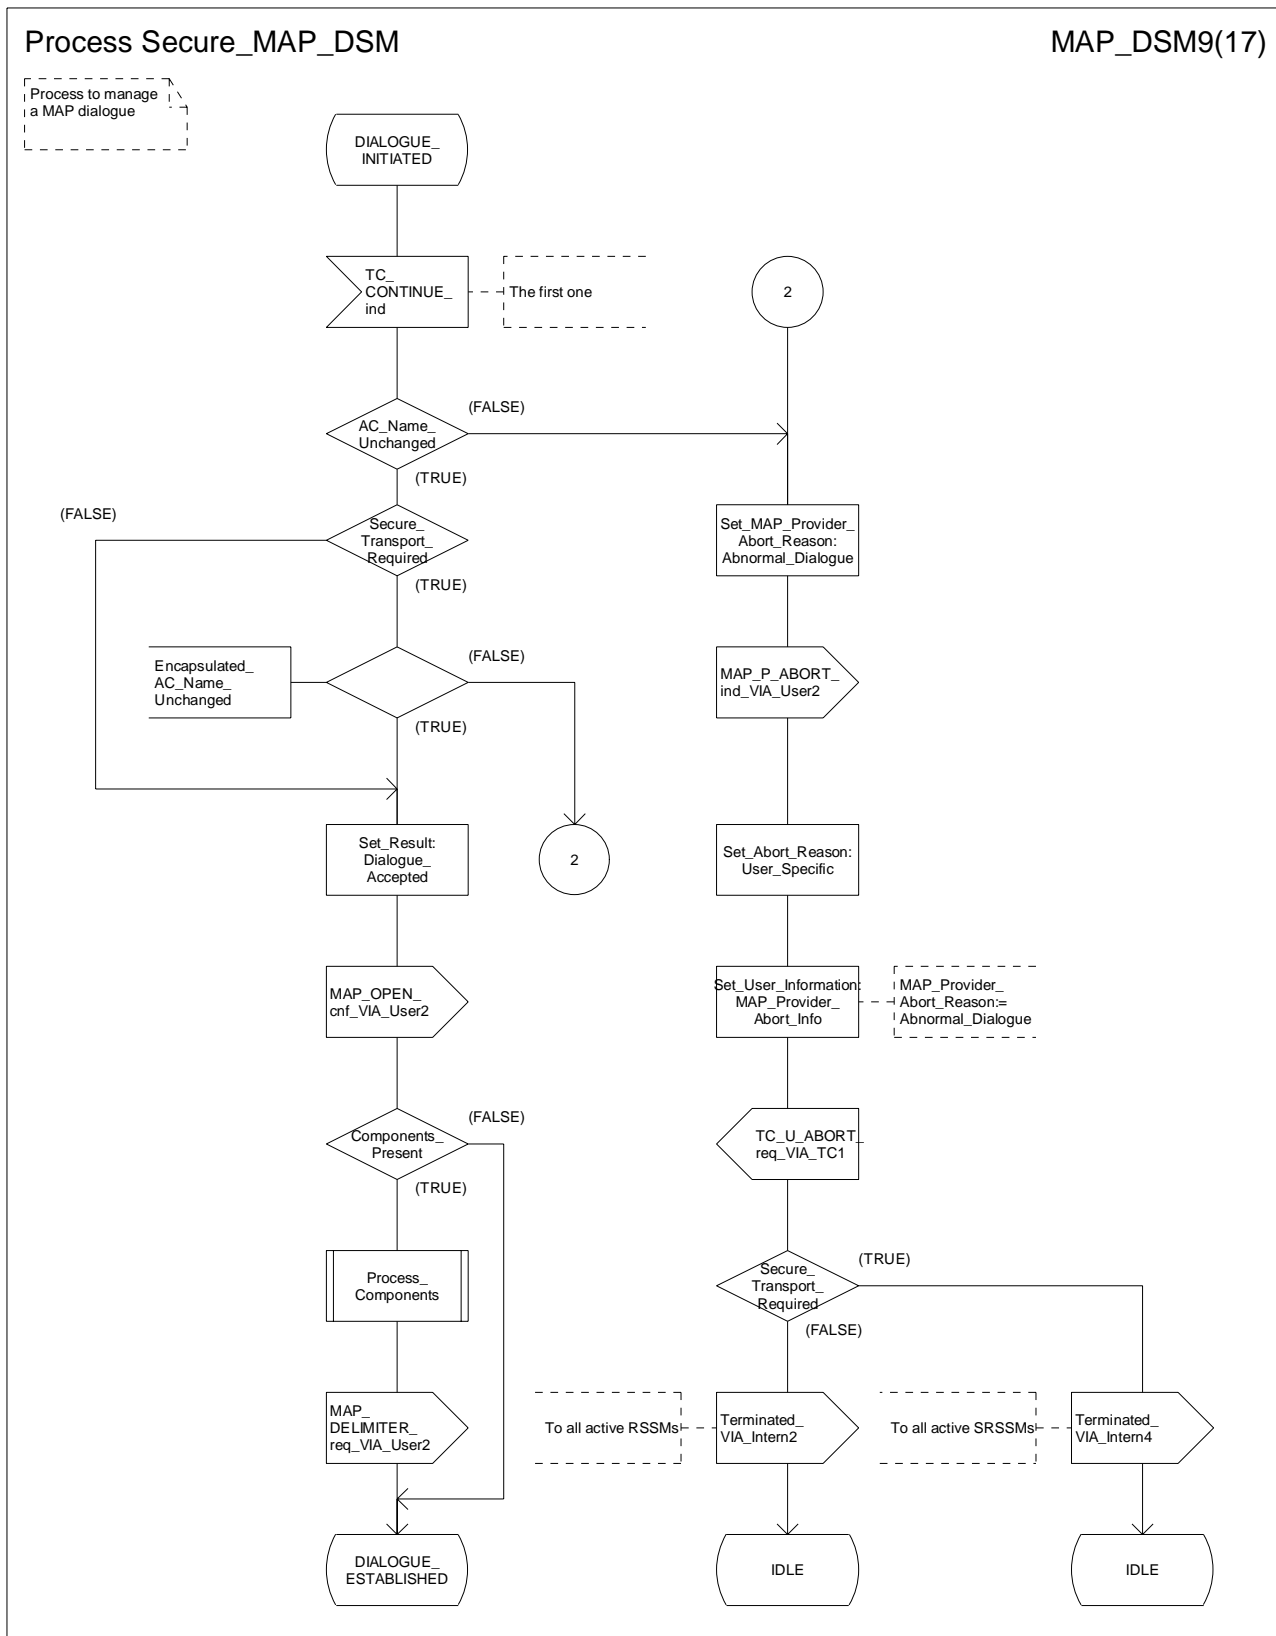 Process Secure_MAP_DSM
MAP_DSM9(17)
Process to manage
a MAP dialogue
DIALOGUE_
INITIATED
TC_
CONTINUE_
ind
The first one
2
(FALSE)
AC_Name_
Unchanged
(TRUE)
(FALSE)
Secure_
Transport_
Required
(TRUE)
Set_MAP_Provider_
Abort_Reason:
Abnormal_Dialogue
Encapsulated_
AC_Name_
Unchanged
(FALSE)
(TRUE)
MAP_P_ABORT_
ind_VIA_User2
Set_Result:
Dialogue_
Accepted
2
Set_Abort_Reason:
User_Specific
MAP_OPEN_
cnf_VIA_User2
Set_User_Information:
MAP_Provider_
Abort_Info
MAP_Provider_
Abort_Reason:=
Abnormal_Dialogue
(FALSE)
Components_
Present
(TRUE)
TC_U_ABORT_
req_VIA_TC1
Process_
Components
Secure_
Transport_
Required
(TRUE)
(FALSE)
MAP_
DELIMITER_
req_VIA_User2
To all active RSSMs
Terminated_
VIA_Intern2
To all active SRSSMs
Terminated_
VIA_Intern4
DIALOGUE_
ESTABLISHED
IDLE
IDLE